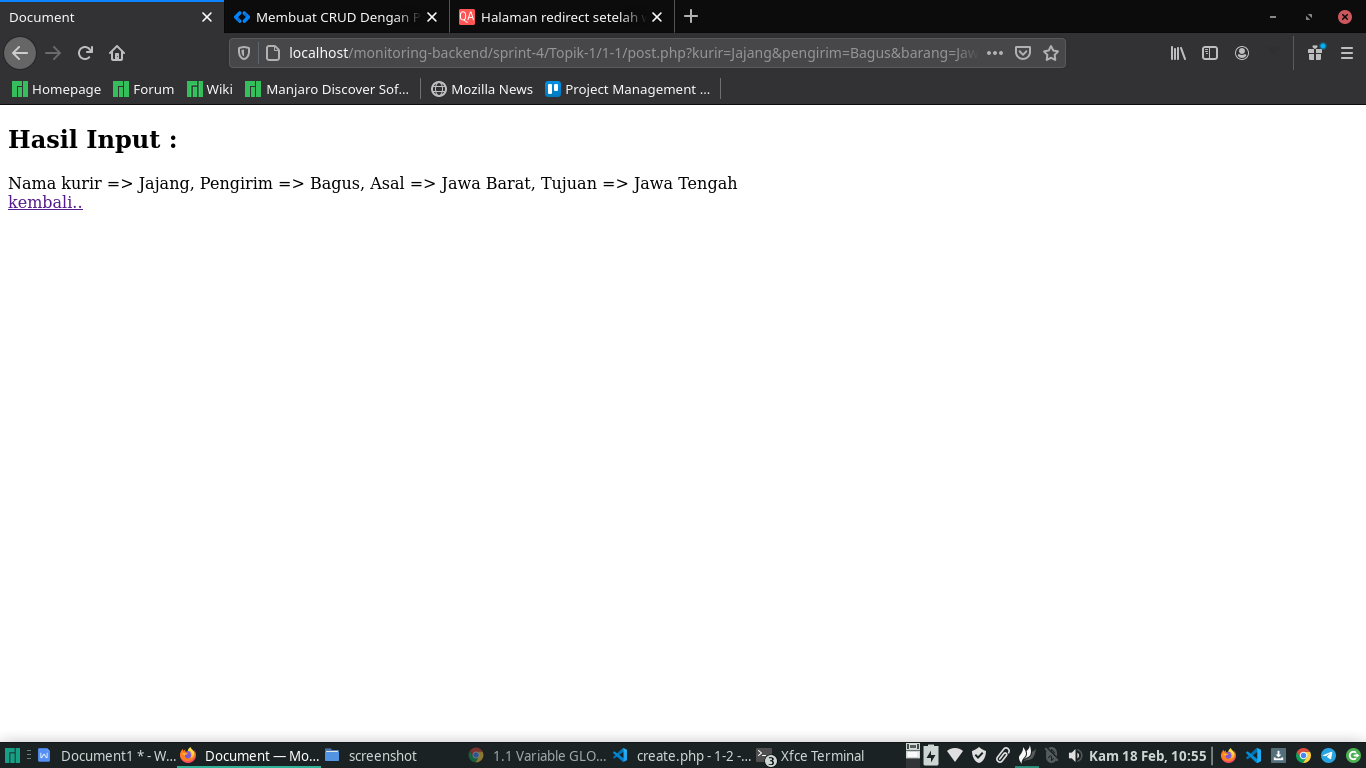 Document
Membuat CRUD Dengan P
Halaman redirect setelah w
localhost/monitoring-backend/sprint-4/Topik-1/1-1/post.php?kurir=Jajang&pengirim=Bagus&barang=Jaw
Homepage Forum Wiki Manjaro Discover Sof... Mozilla News Project Management ...
Hasil Input :
Nama kurir => Jajang, Pengirim => Bagus, Asal => Jawa Barat, Tujuan => Jawa Tengah
kembali..
Document1 * - W... Document — Mo... screenshot 1.1 Variable GLO... create.php - 1-2 -... 3 Xfce Terminal Kam 18 Feb, 10:55